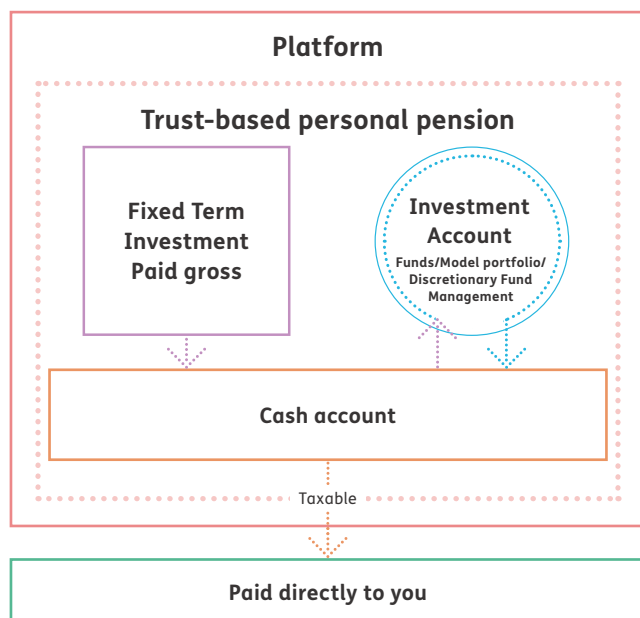 Platform
Trust-based personal pension
Fixed Term
Investment
Paid gross
Investment
Account
Funds/Model portfolio/
Discretionary Fund
Management
Cash account
Taxable
Paid directly to you